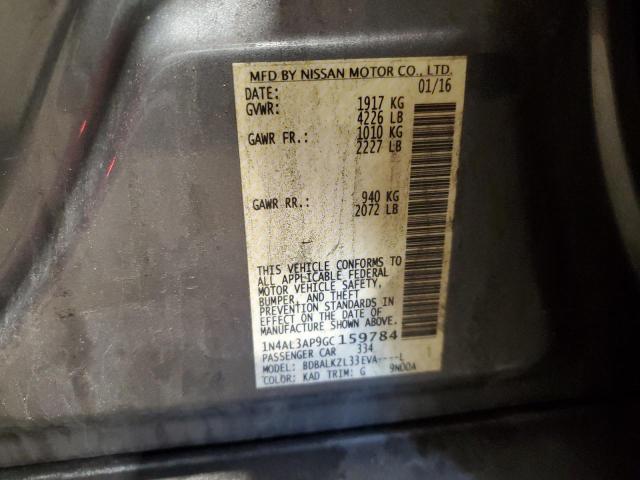 MFD BY NISSAN MOTOR CO., LTD.
DATE: 01/16
GVWR: 1917 KG
4226 LB
GAWR FR.: 1010 KG
2227 LB
GAWR RR.: 940 KG
2072 LB
THIS VEHICLE CONFORMS TO
ALL APPLICABLE FEDERAL
MOTOR VEHICLE SAFETY,
BUMPER, AND THEFT
PREVENTION STANDARDS IN
EFFECT ON THE DATE OF
MANUFACTURE SHOWN ABOVE.
1N4AL3AP9GC159784
PASSENGER CAR 334
MODEL: BDBALKZL33EVA----L
COLOR: KAD TRIM: G 9N00A